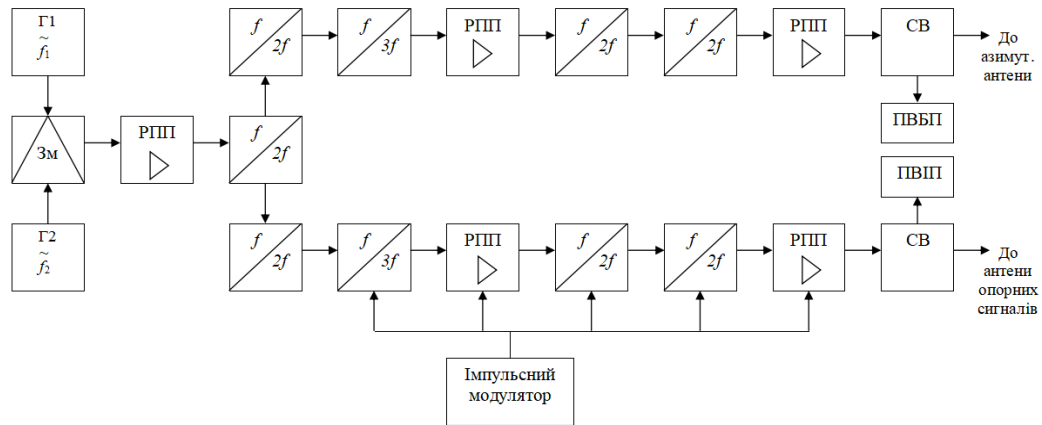 Г1
~
f₁
f
2f
f
3f
РПП
f
2f
f
2f
РПП
СВ
До
азимут.
антени
ПВБП
Зм
РПП
f
2f
ПВІП
Г2
~
f₂
f
2f
f
3f
РПП
f
2f
f
2f
РПП
СВ
До
антени
опорних
сигналів
Імпульсний
модулятор